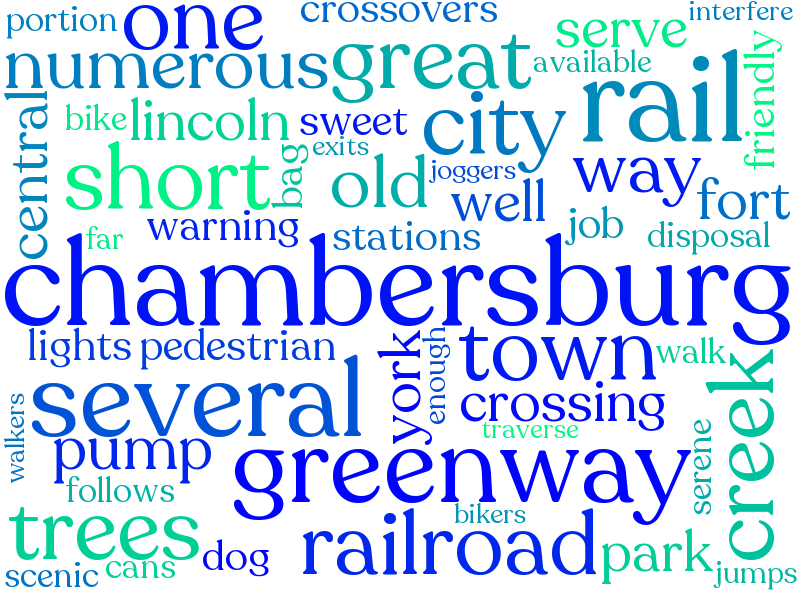 portion
one
crossovers
interfere
numerous
great
serve
available
friendly
rail
central
bike
lincoln
sweet
city
exits
short
bag
old
joggers
way
well
fort
warning
stations
job
disposal
far
chambersburg
lights
pedestrian
york
enough
town
walk
several
crossing
creek
walkers
pump
traverse
greenway
serene
follows
trees
bikers
railroad
park
dog
scenic
cans
jumps